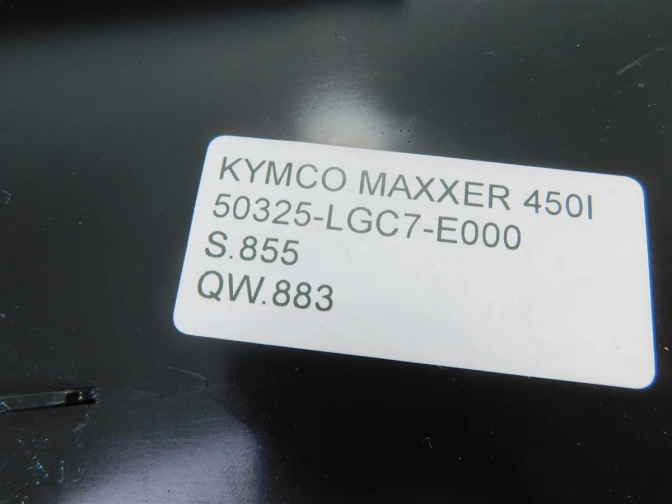 KYMCO MAXXER 450I
50325-LGC7-E000
S.855
QW.883